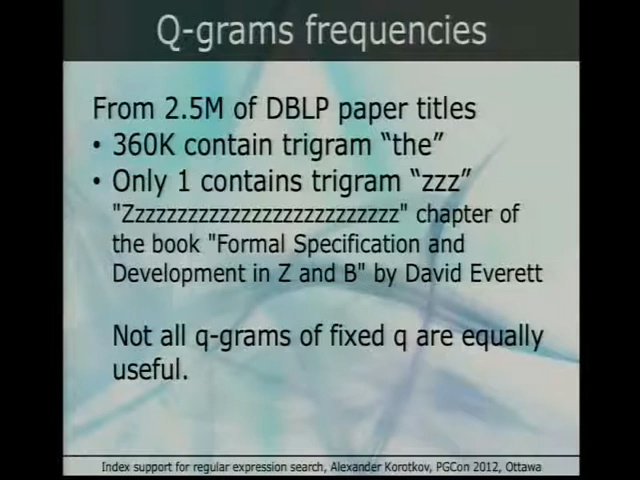 Q-grams frequencies
From 2.5M of DBLP paper titles
• 360K contain trigram “the”
• Only 1 contains trigram “zzz”
"Zzzzzzzzzzzzzzzzzzzzzzzzzz" chapter of
the book "Formal Specification and
Development in Z and B" by David Everett
Not all q-grams of fixed q are equally
useful.
Index support for regular expression search, Alexander Korotkov, PGCon 2012, Ottawa